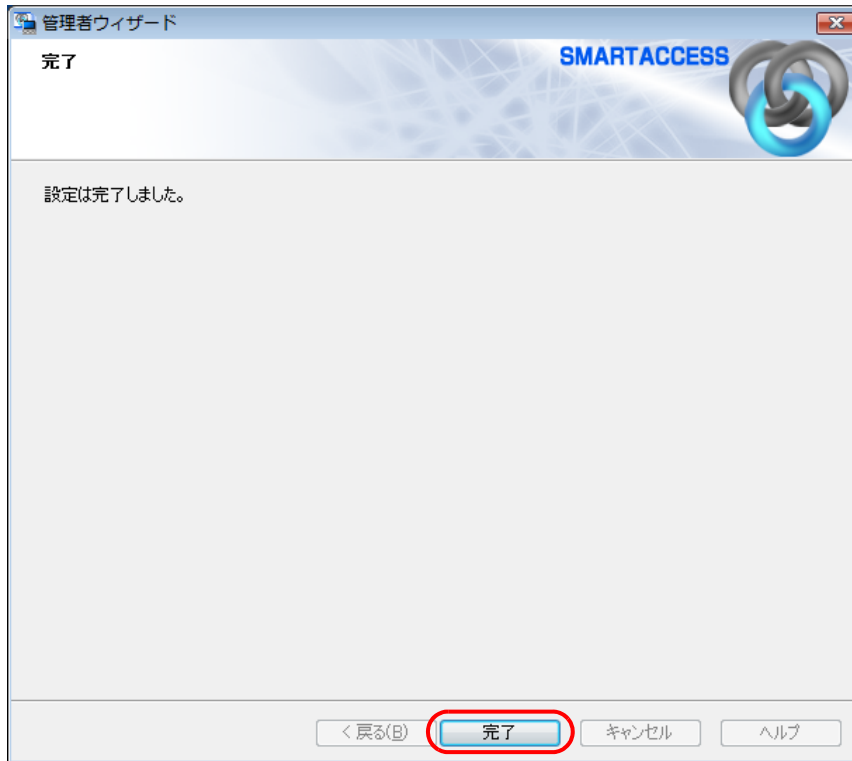 管理者ウィザード
完了
SMARTACCESS
設定は完了しました。
< 戻る(B)
完了
キャンセル
ヘルプ